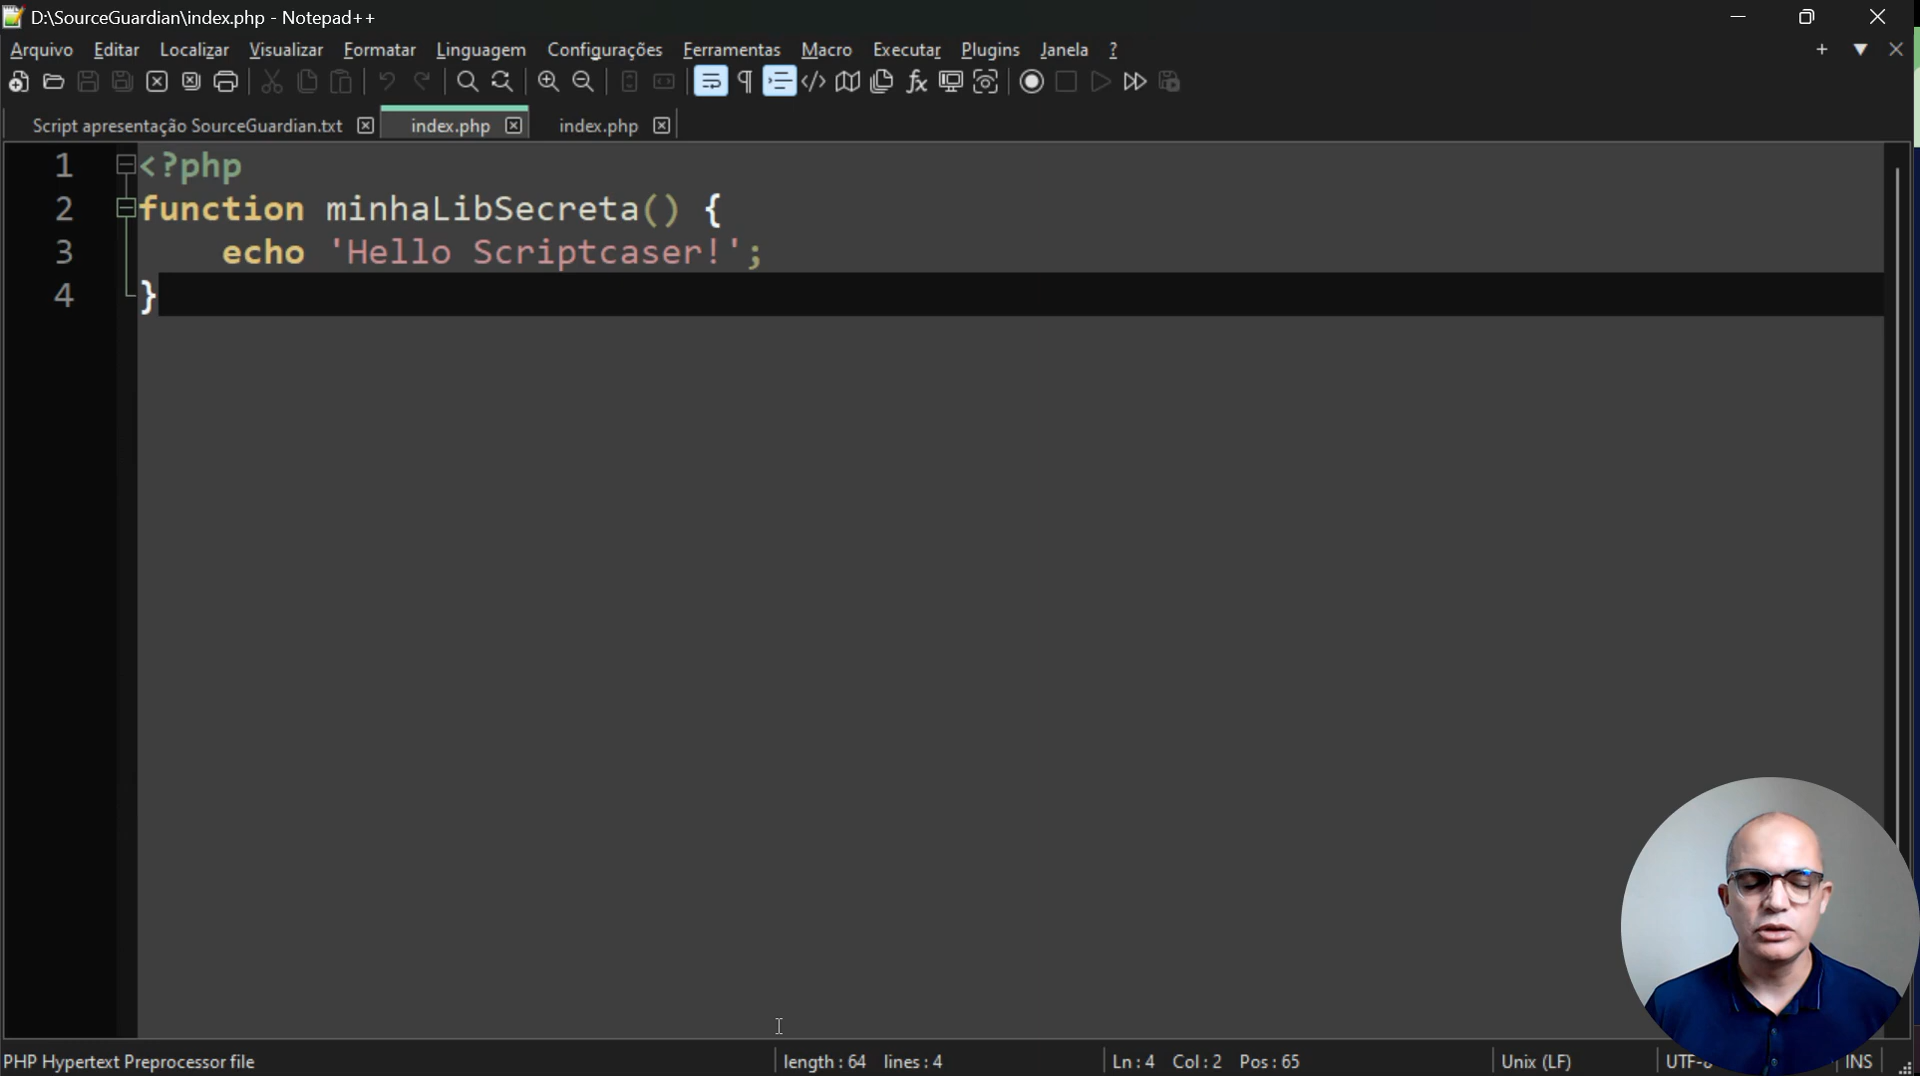 D:\SourceGuardian\index.php - Notepad++
Arquivo Editar Localizar Visualizar Formatar Linguagem Configurações Ferramentas Macro Executar Plugins Janela ?
Script apresentação SourceGuardian.txt index.php index.php
1 <?php
2 function minhaLibSecreta() {
3 echo 'Hello Scriptcaser!';
4 }
PHP Hypertext Preprocessor file length : 64 lines : 4 Ln : 4 Col : 2 Pos : 65 Unix (LF) INS